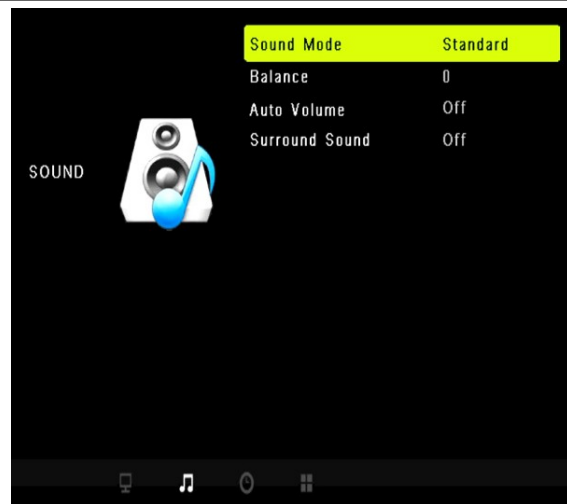 Sound Mode Standard
Balance 0
Auto Volume Off
Surround Sound Off
SOUND